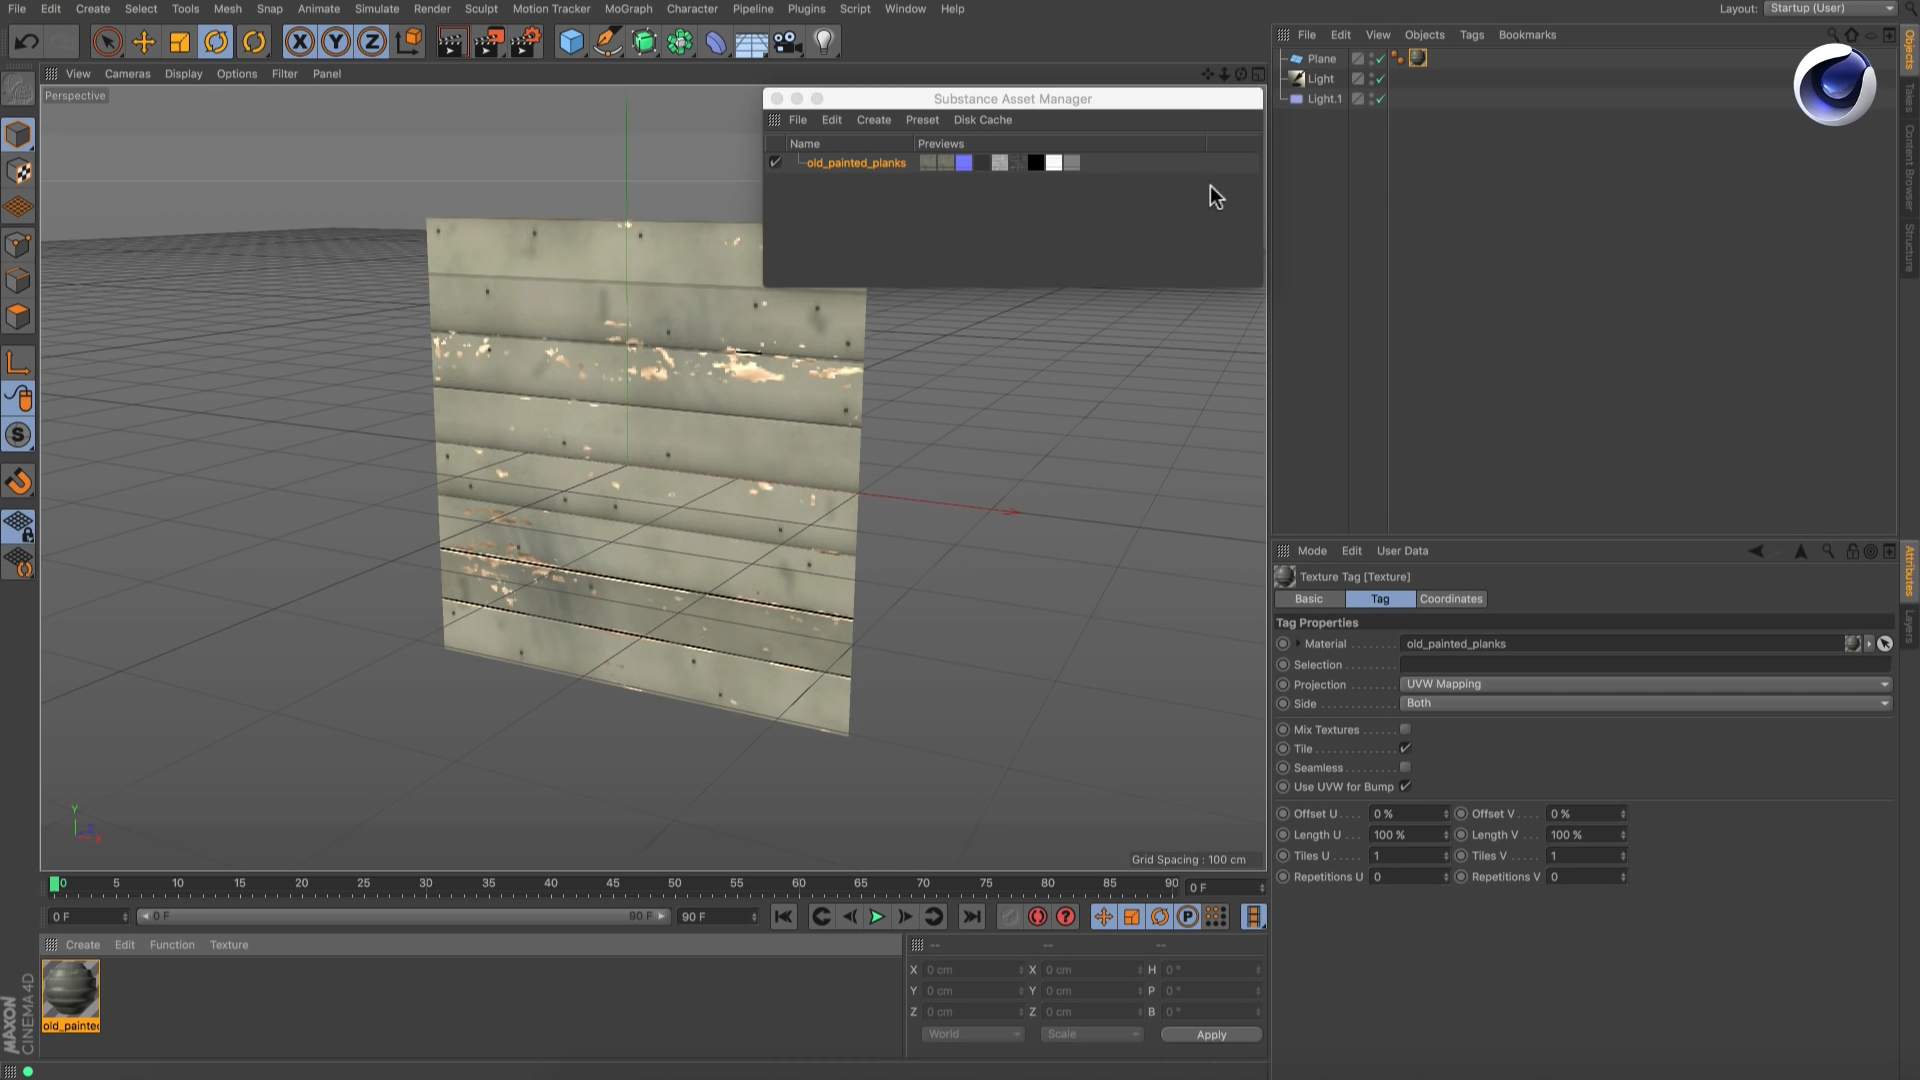 File Edit Create Select Tools Mesh Snap Animate Simulate Render Sculpt Motion Tracker MoGraph Character Pipeline Plugins Script Window Help
Layout: Startup (User)
X Y Z
File Edit View Objects Tags Bookmarks
View Cameras Display Options Filter Panel
Perspective
Plane
Light
Light.1
Substance Asset Manager
File Edit Create Preset Disk Cache
Name Previews
old_painted_planks
Objects
Takes
Content Browser
Structure
S
Mode Edit User Data
Texture Tag [Texture]
Basic Tag Coordinates
Tag Properties
Material old_painted_planks
Selection
Projection UVW Mapping
Side Both
Mix Textures
Tile
Seamless
Use UVW for Bump
Offset U 0 % Offset V 0 %
Length U 100 % Length V 100 %
Tiles U 1 Tiles V 1
Repetitions U 0 Repetitions V 0
Attributes
Layers
Y
Z
X
Grid Spacing : 100 cm
0 5 10 15 20 25 30 35 40 45 50 55 60 65 70 75 80 85 90 0 F
0 F 0 F 90 F 90 F
P
Create Edit Function Texture
-- -- --
X 0 cm X 0 cm H 0 °
Y 0 cm Y 0 cm P 0 °
Z 0 cm Z 0 cm B 0 °
World Scale Apply
old_painte
MAXON
CINEMA 4D